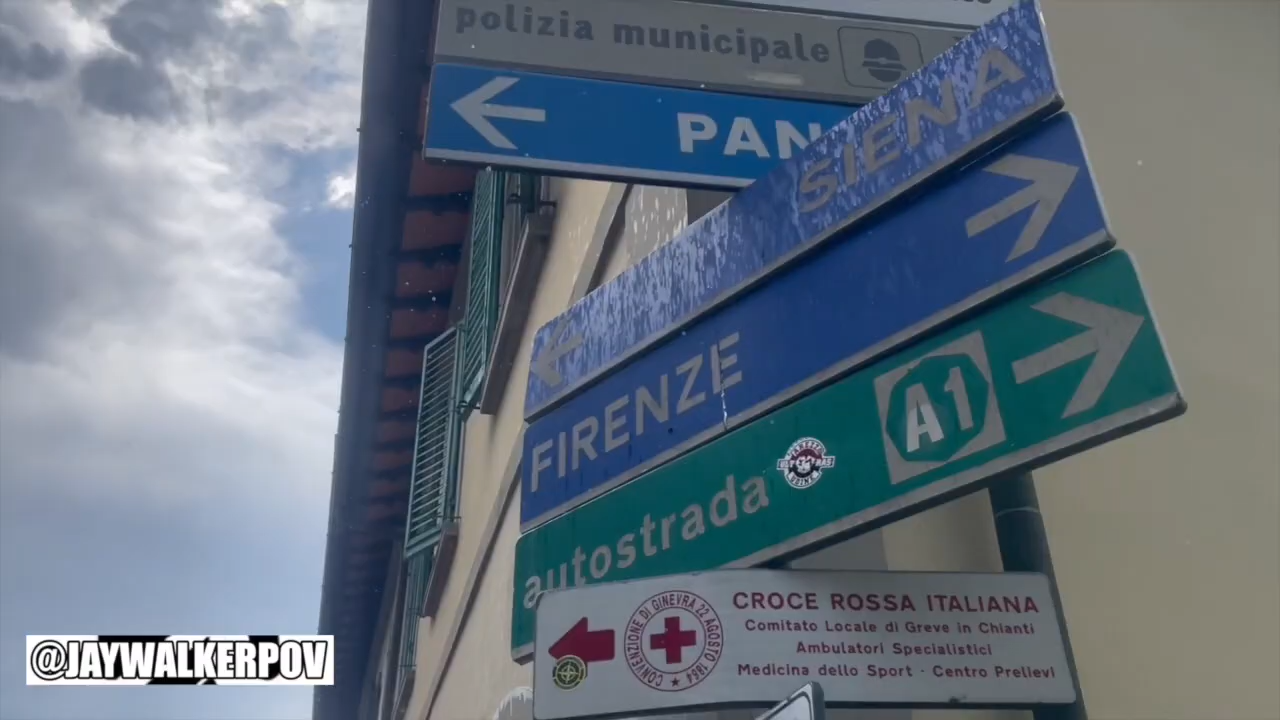 polizia municipale
PAN
SIENA
FIRENZE
autostrada A1
CROCE ROSSA ITALIANA
Comitato Locale di Greve in Chianti
Ambulatori Specialistici
Medicina dello Sport - Centro Prelievi
CONVENZIONE DI GINEVRA 22 AGOSTO 1864
@JAYWALKERPOV